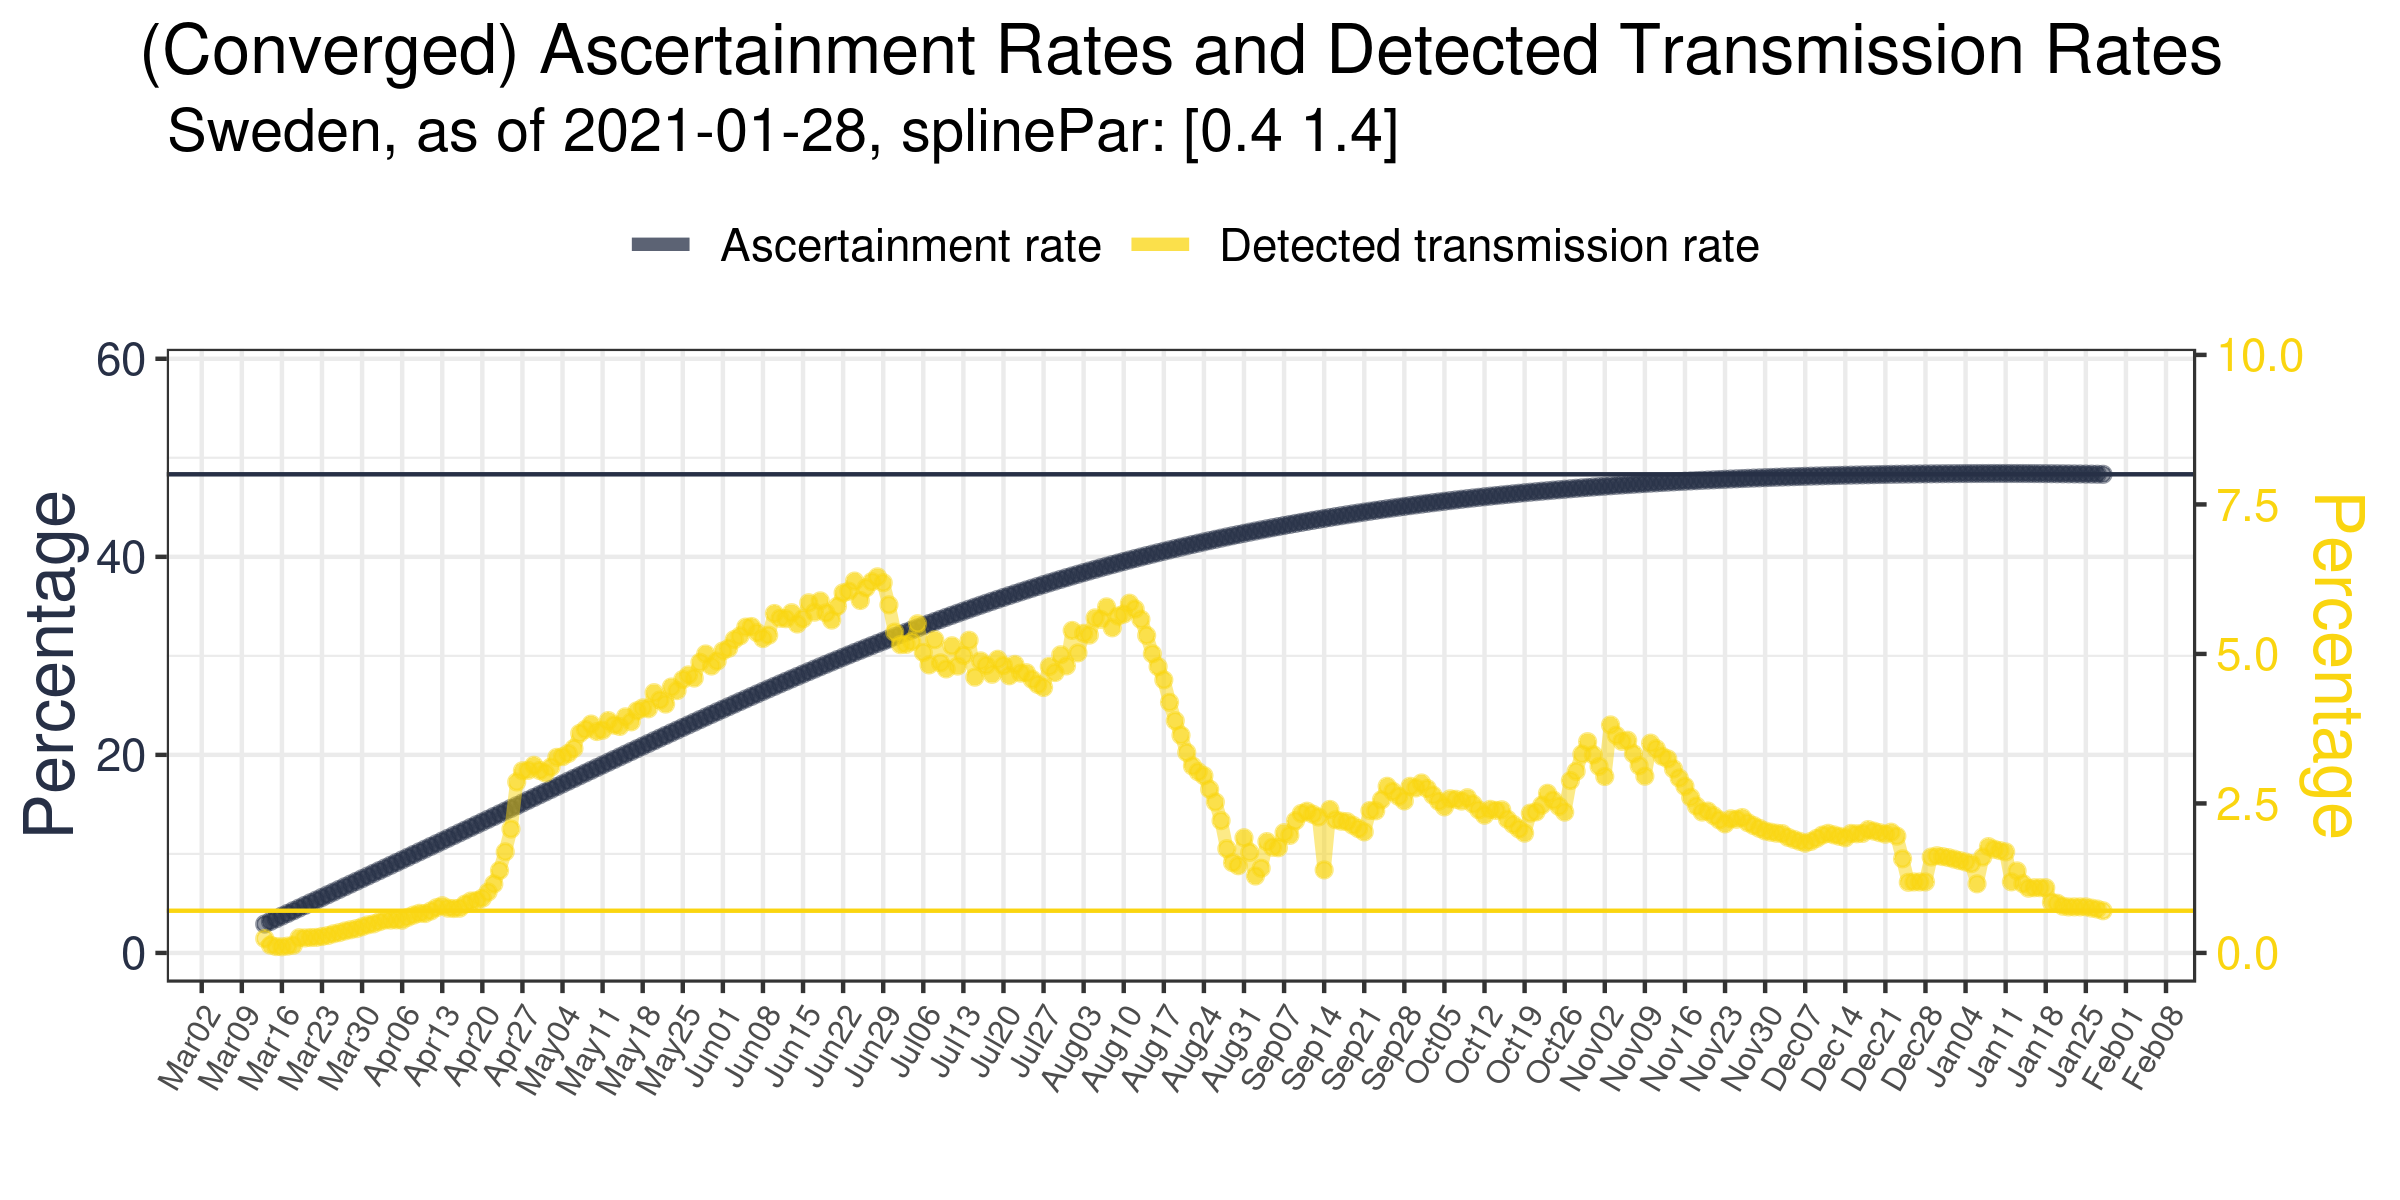 (Converged) Ascertainment Rates and Detected Transmission Rates
Sweden, as of 2021-01-28, splinePar: [0.4 1.4]
Ascertainment rate
Detected transmission rate
Percentage
60
40
20
0
10.0
7.5
5.0
2.5
0.0
Percentage
Mar02
Mar09
Mar16
Mar23
Mar30
Apr06
Apr13
Apr20
Apr27
May04
May11
May18
May25
Jun01
Jun08
Jun15
Jun22
Jun29
Jul06
Jul13
Jul20
Jul27
Aug03
Aug10
Aug17
Aug24
Aug31
Sep07
Sep14
Sep21
Sep28
Oct05
Oct12
Oct19
Oct26
Nov02
Nov09
Nov16
Nov23
Nov30
Dec07
Dec14
Dec21
Dec28
Jan04
Jan11
Jan18
Jan25
Feb01
Feb08